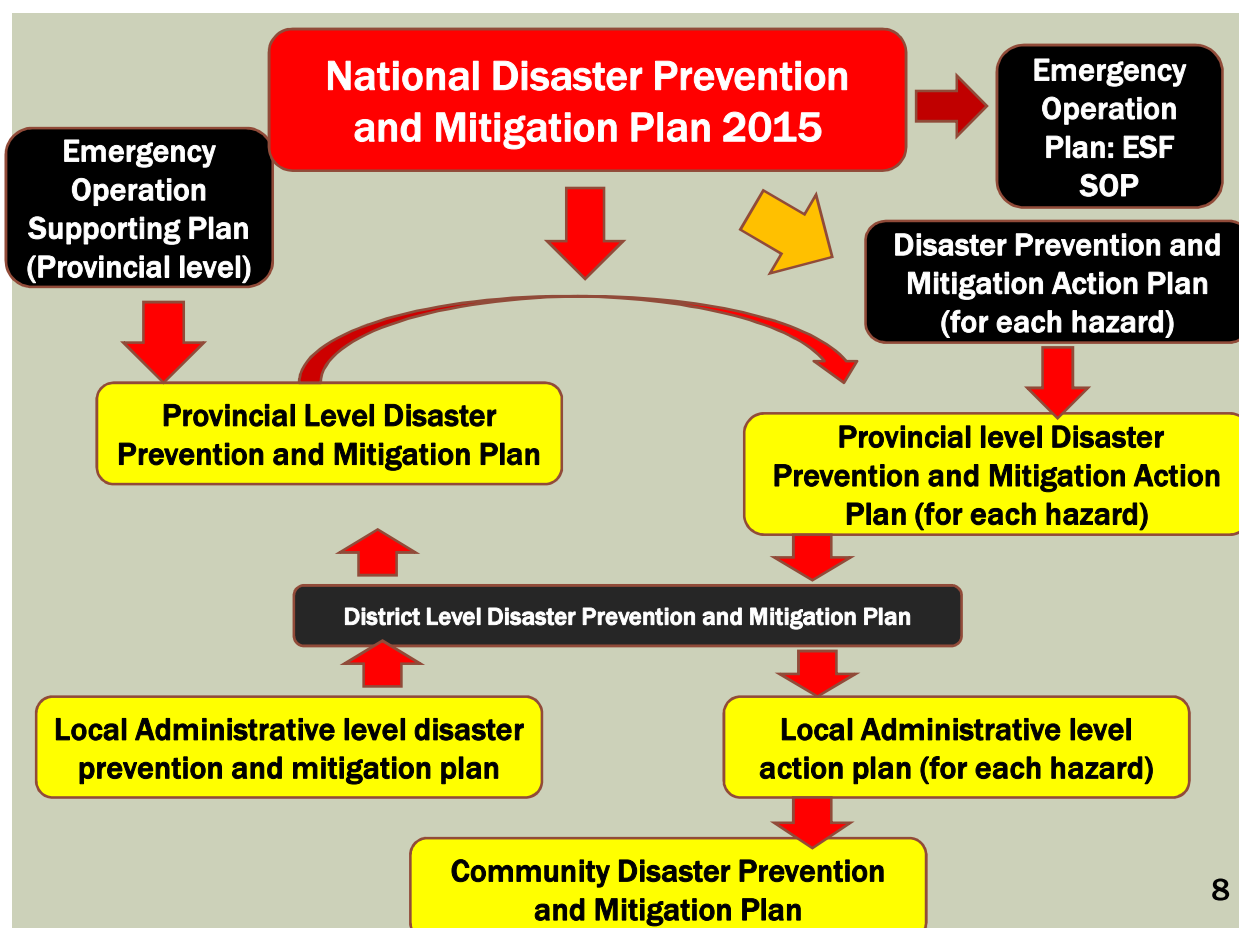 National Disaster Prevention
and Mitigation Plan 2015
Emergency
Operation
Plan: ESF
SOP
Emergency
Operation
Supporting Plan
(Provincial level)
Disaster Prevention and
Mitigation Action Plan
(for each hazard)
Provincial Level Disaster
Prevention and Mitigation Plan
Provincial level Disaster
Prevention and Mitigation Action
Plan (for each hazard)
District Level Disaster Prevention and Mitigation Plan
Local Administrative level disaster
prevention and mitigation plan
Local Administrative level
action plan (for each hazard)
Community Disaster Prevention
and Mitigation Plan
8